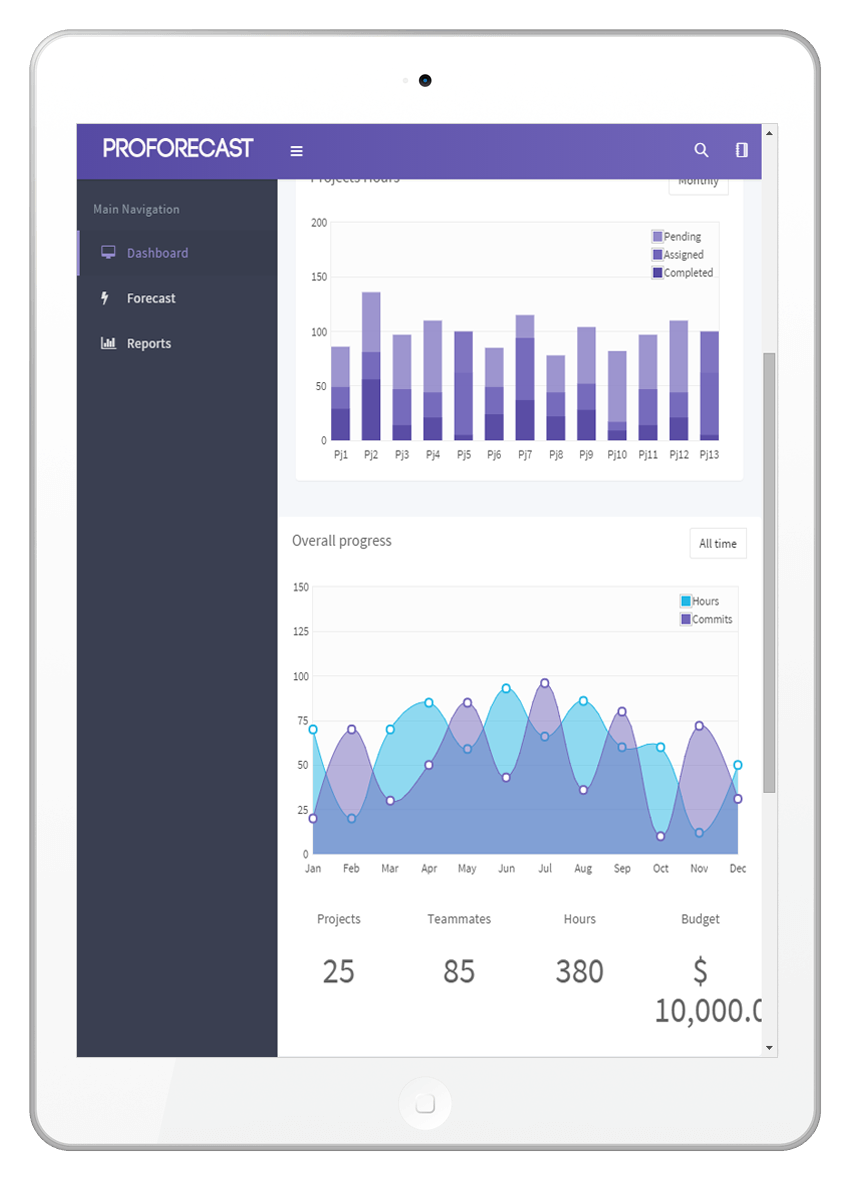 PROFORECAST
Main Navigation
Dashboard
Forecast
Reports
Projects Hours
Monthly
200
150
100
50
0
Pending
Assigned
Completed
Pj1 Pj2 Pj3 Pj4 Pj5 Pj6 Pj7 Pj8 Pj9 Pj10 Pj11 Pj12 Pj13
Overall progress
All time
150
125
100
75
50
25
0
Hours
Commits
Jan Feb Mar Apr May Jun Jul Aug Sep Oct Nov Dec
Projects Teammates Hours Budget
25 85 380 $
10,000.0